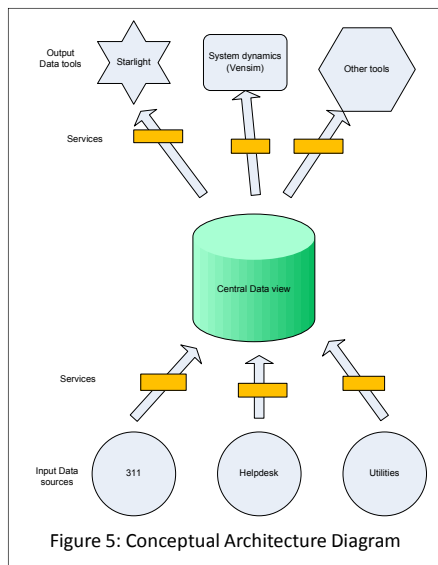 Output
Data tools
Starlight
System dynamics
(Vensim)
Other tools
Services
Central Data view
Services
Input Data
sources
311
Helpdesk
Utilities
Figure 5: Conceptual Architecture Diagram